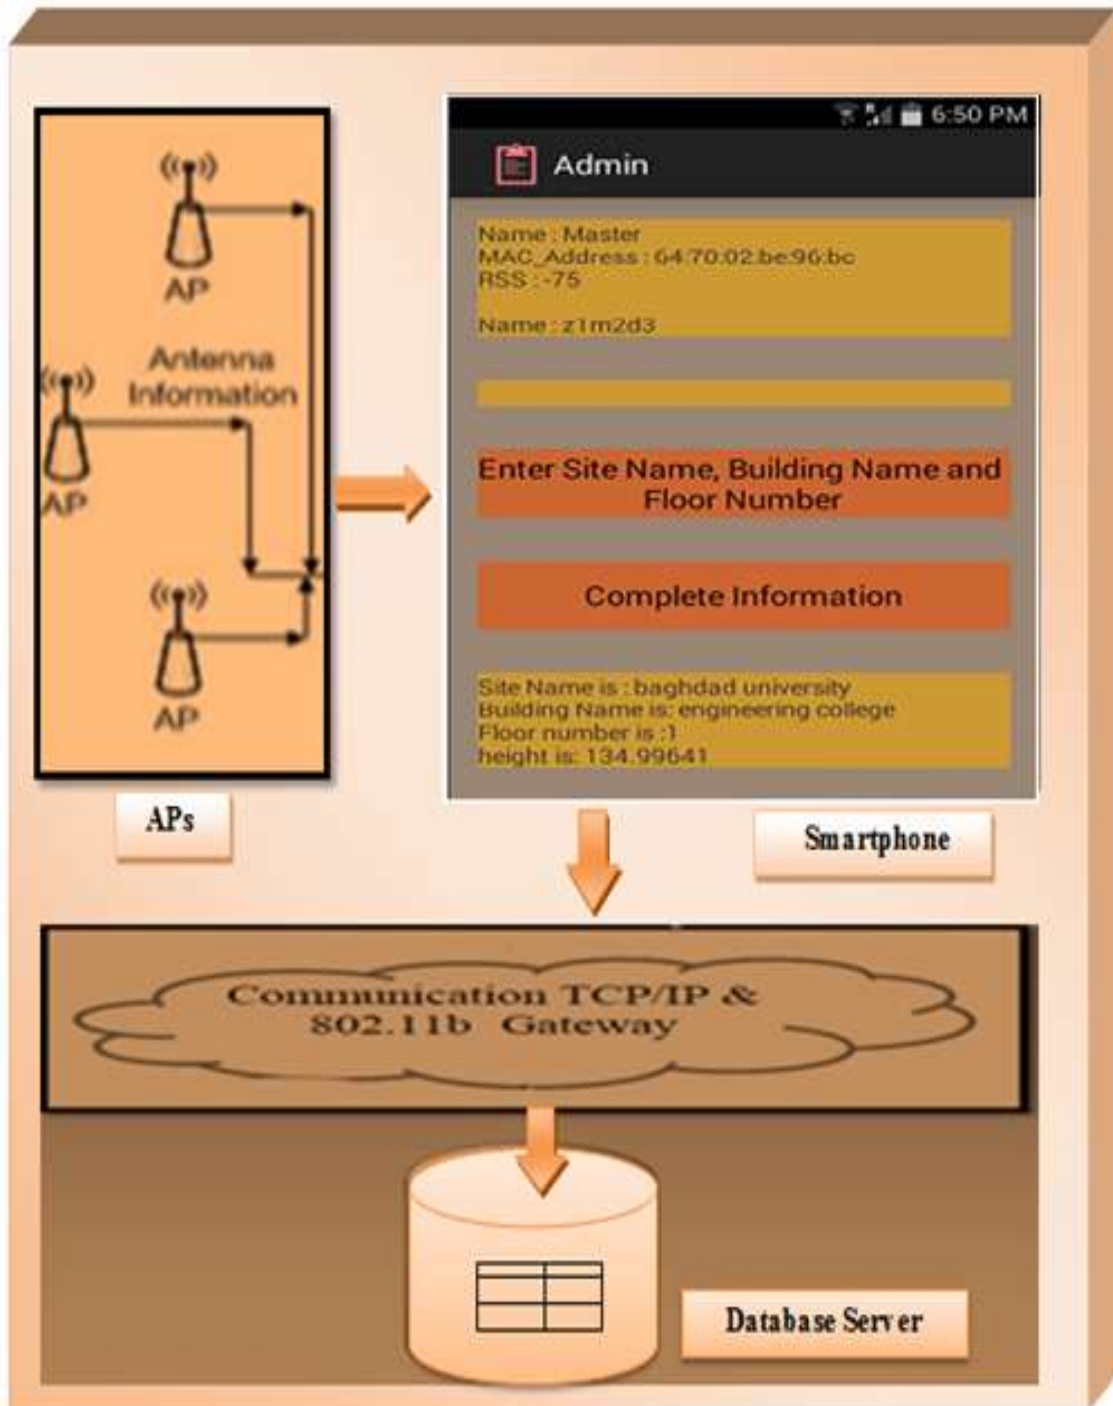 AP
Antenna
Information
AP
AP
APs
6:50 PM
Admin
Name : Master
MAC_Address : 64:70:02:be:96:bc
RSS : -75
Name : z1m2d3
Enter Site Name, Building Name and
Floor Number
Complete Information
Site Name is : baghdad university
Building Name is: engineering college
Floor number is :1
height is: 134.99641
Smartphone
Communication TCP/IP &
802.11b Gateway
Database Server